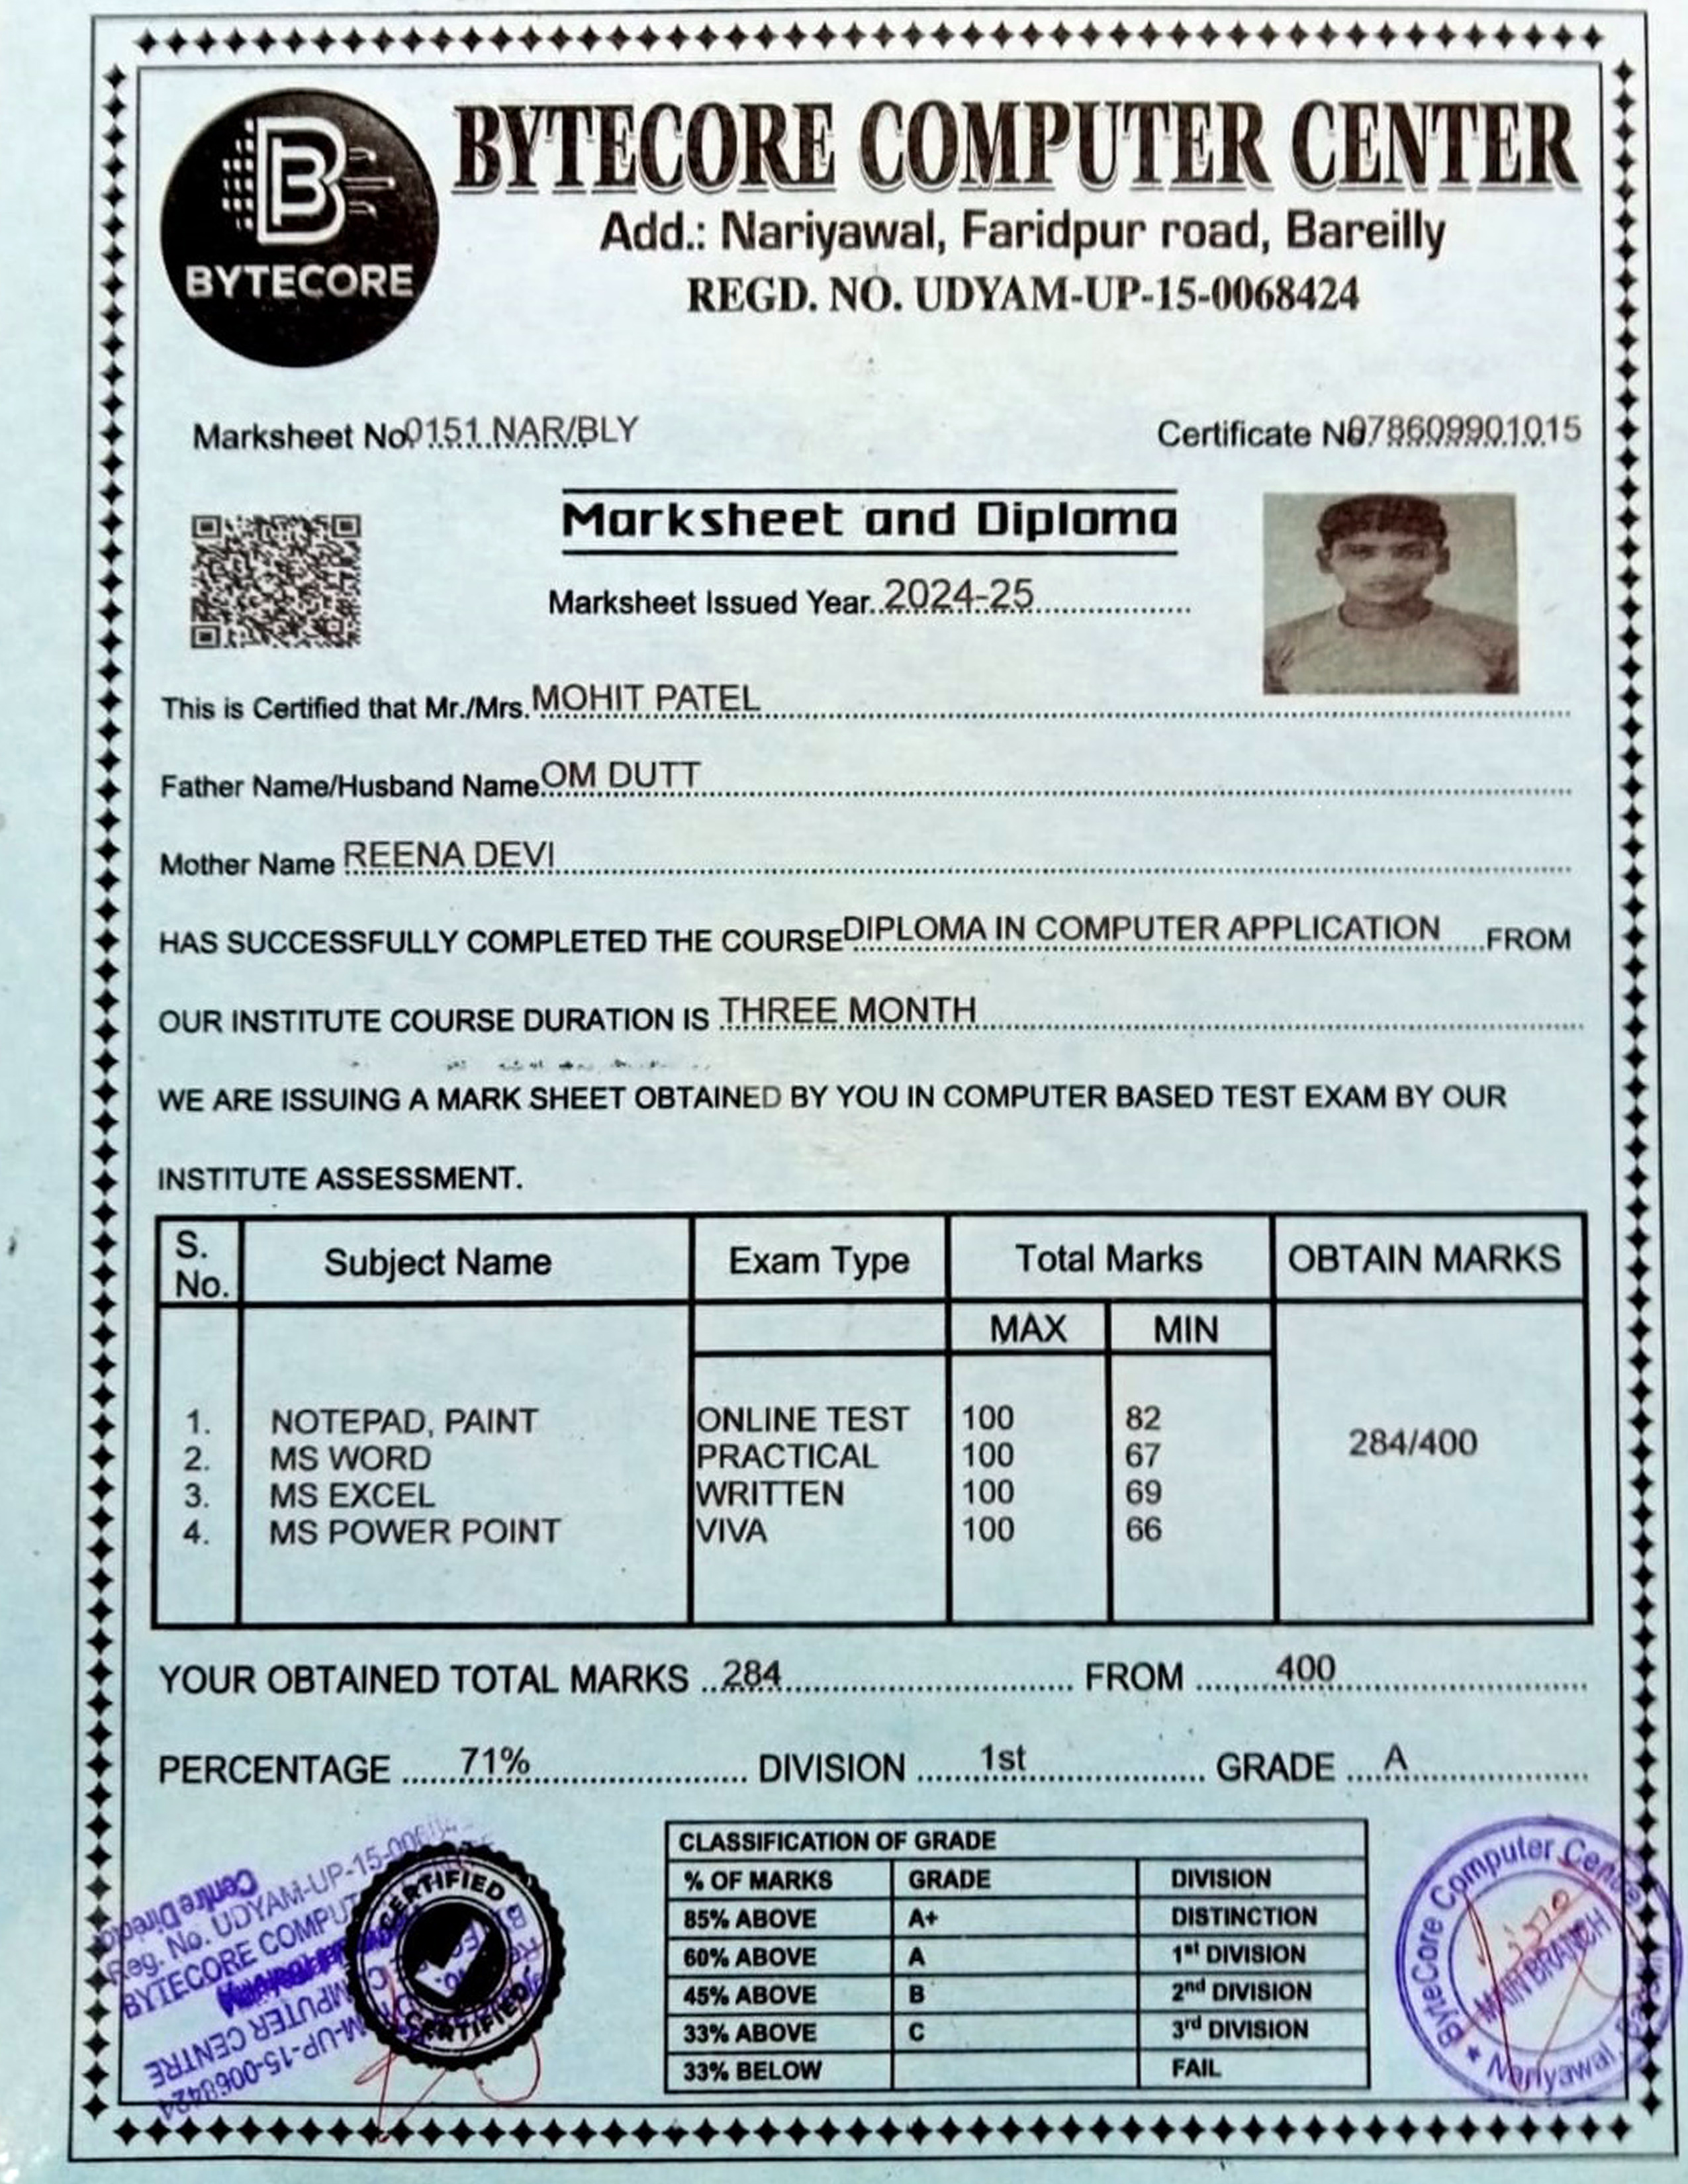 BYTECORE COMPUTER CENTER
BYTECORE
Add.: Nariyawal, Faridpur road, Bareilly
REGD. NO. UDYAM-UP-15-0068424
Marksheet No 0151 NAR/BLY
Certificate No 078609901015
Marksheet and Diploma
Marksheet Issued Year 2024-25
This is Certified that Mr./Mrs. MOHIT PATEL
Father Name/Husband Name OM DUTT
Mother Name REENA DEVI
HAS SUCCESSFULLY COMPLETED THE COURSE DIPLOMA IN COMPUTER APPLICATION FROM
OUR INSTITUTE COURSE DURATION IS THREE MONTH
WE ARE ISSUING A MARK SHEET OBTAINED BY YOU IN COMPUTER BASED TEST EXAM BY OUR
INSTITUTE ASSESSMENT.
S. No. Subject Name Exam Type Total Marks OBTAIN MARKS
MAX MIN
1. NOTEPAD, PAINT ONLINE TEST 100 82
2. MS WORD PRACTICAL 100 67
3. MS EXCEL WRITTEN 100 69
4. MS POWER POINT VIVA 100 66
284/400
YOUR OBTAINED TOTAL MARKS 284 FROM 400
PERCENTAGE 71% DIVISION 1st GRADE A
CLASSIFICATION OF GRADE
% OF MARKS GRADE DIVISION
85% ABOVE A+ DISTINCTION
60% ABOVE A 1st DIVISION
45% ABOVE B 2nd DIVISION
33% ABOVE C 3rd DIVISION
33% BELOW FAIL
Centre Director
Reg. No. UDYAM-UP-15-006
BYTECORE COMPUT
MPUTER CENTRE
M-UP-15-0068424
CERTIFIED
CERTIFIED
ByteCore Computer Centre
MAIN BRANCH
Nariyawal